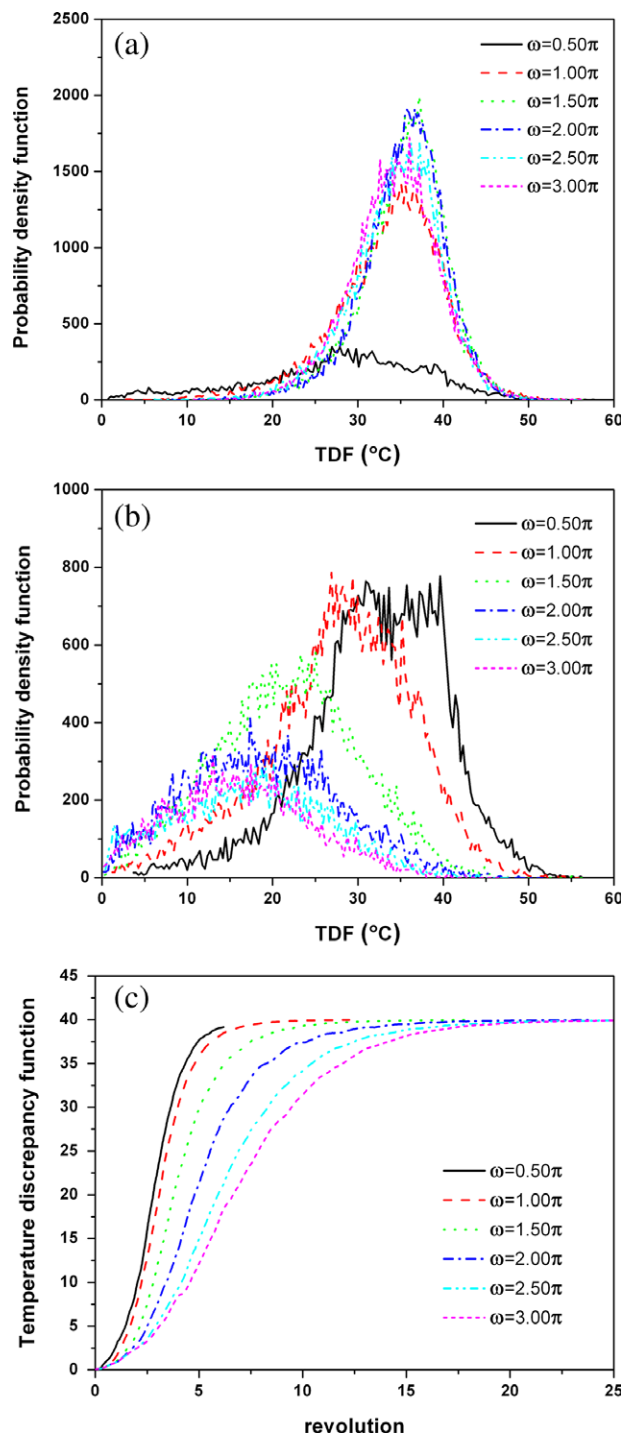 (a)
2500
2000
1500
1000
500
0
Probability density function
ω=0.50π
ω=1.00π
ω=1.50π
ω=2.00π
ω=2.50π
ω=3.00π
0 10 20 30 40 50 60
TDF (°C)
(b)
1000
800
600
400
200
0
Probability density function
ω=0.50π
ω=1.00π
ω=1.50π
ω=2.00π
ω=2.50π
ω=3.00π
0 10 20 30 40 50 60
TDF (°C)
(c)
45
40
35
30
25
20
15
10
5
0
Temperature discrepancy function
ω=0.50π
ω=1.00π
ω=1.50π
ω=2.00π
ω=2.50π
ω=3.00π
0 5 10 15 20 25
revolution